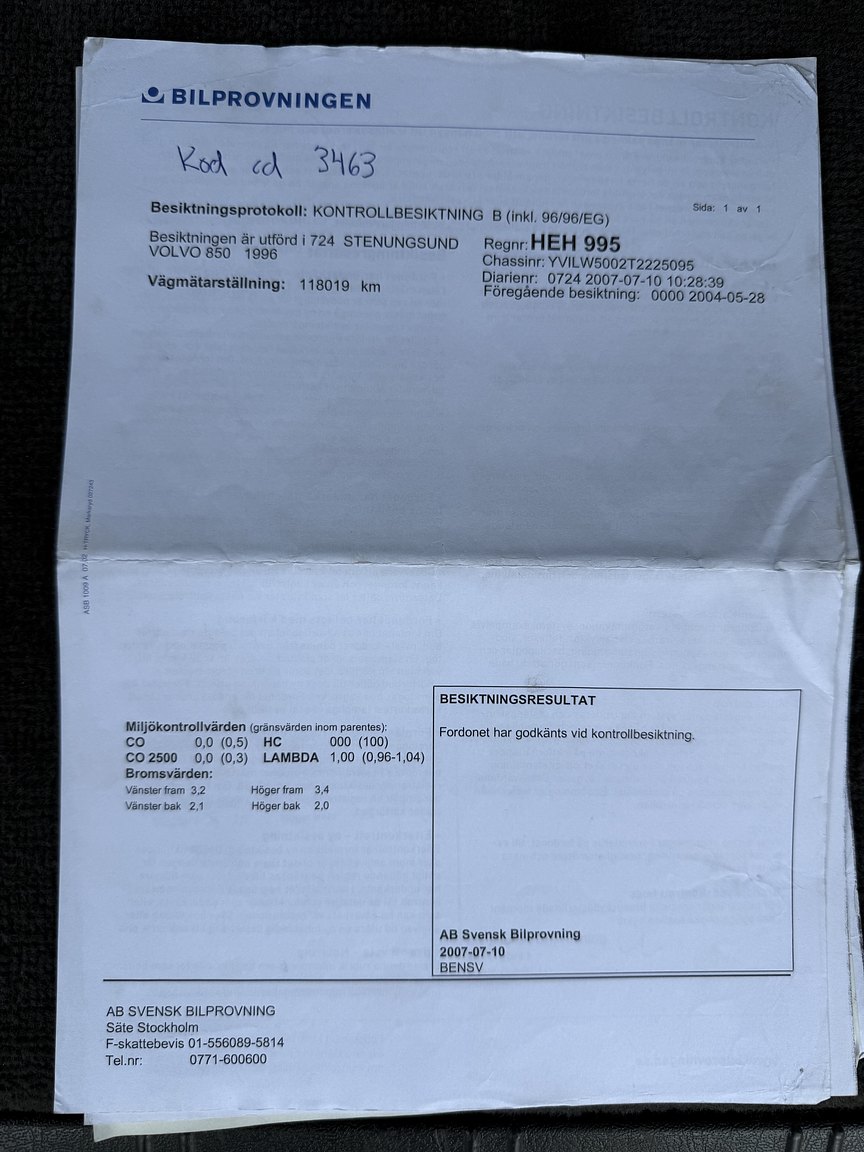 BILPROVNINGEN
Kod cd 3463
Besiktningsprotokoll: KONTROLLBESIKTNING B (inkl. 96/96/EG)
Sida: 1 av 1
Besiktningen är utförd i 724 STENUNGSUND
VOLVO 850 1996
Vägmätarställning: 118019 km
Regnr: HEH 995
Chassinr: YVILW5002T2225095
Diarienr: 0724 2007-07-10 10:28:39
Föregående besiktning: 0000 2004-05-28
ASB 1009 A 07.02
Miljökontrollvärden (gränsvärden inom parentes):
CO 0,0 (0,5) HC 000 (100)
CO 2500 0,0 (0,3) LAMBDA 1,00 (0,96-1,04)
Bromsvärden:
Vänster fram 3,2 Höger fram 3,4
Vänster bak 2,1 Höger bak 2,0
BESIKTNINGSRESULTAT
Fordonet har godkänts vid kontrollbesiktning.
AB Svensk Bilprovning
2007-07-10
BENSV
AB SVENSK BILPROVNING
Säte Stockholm
F-skattebevis 01-556089-5814
Tel.nr: 0771-600600